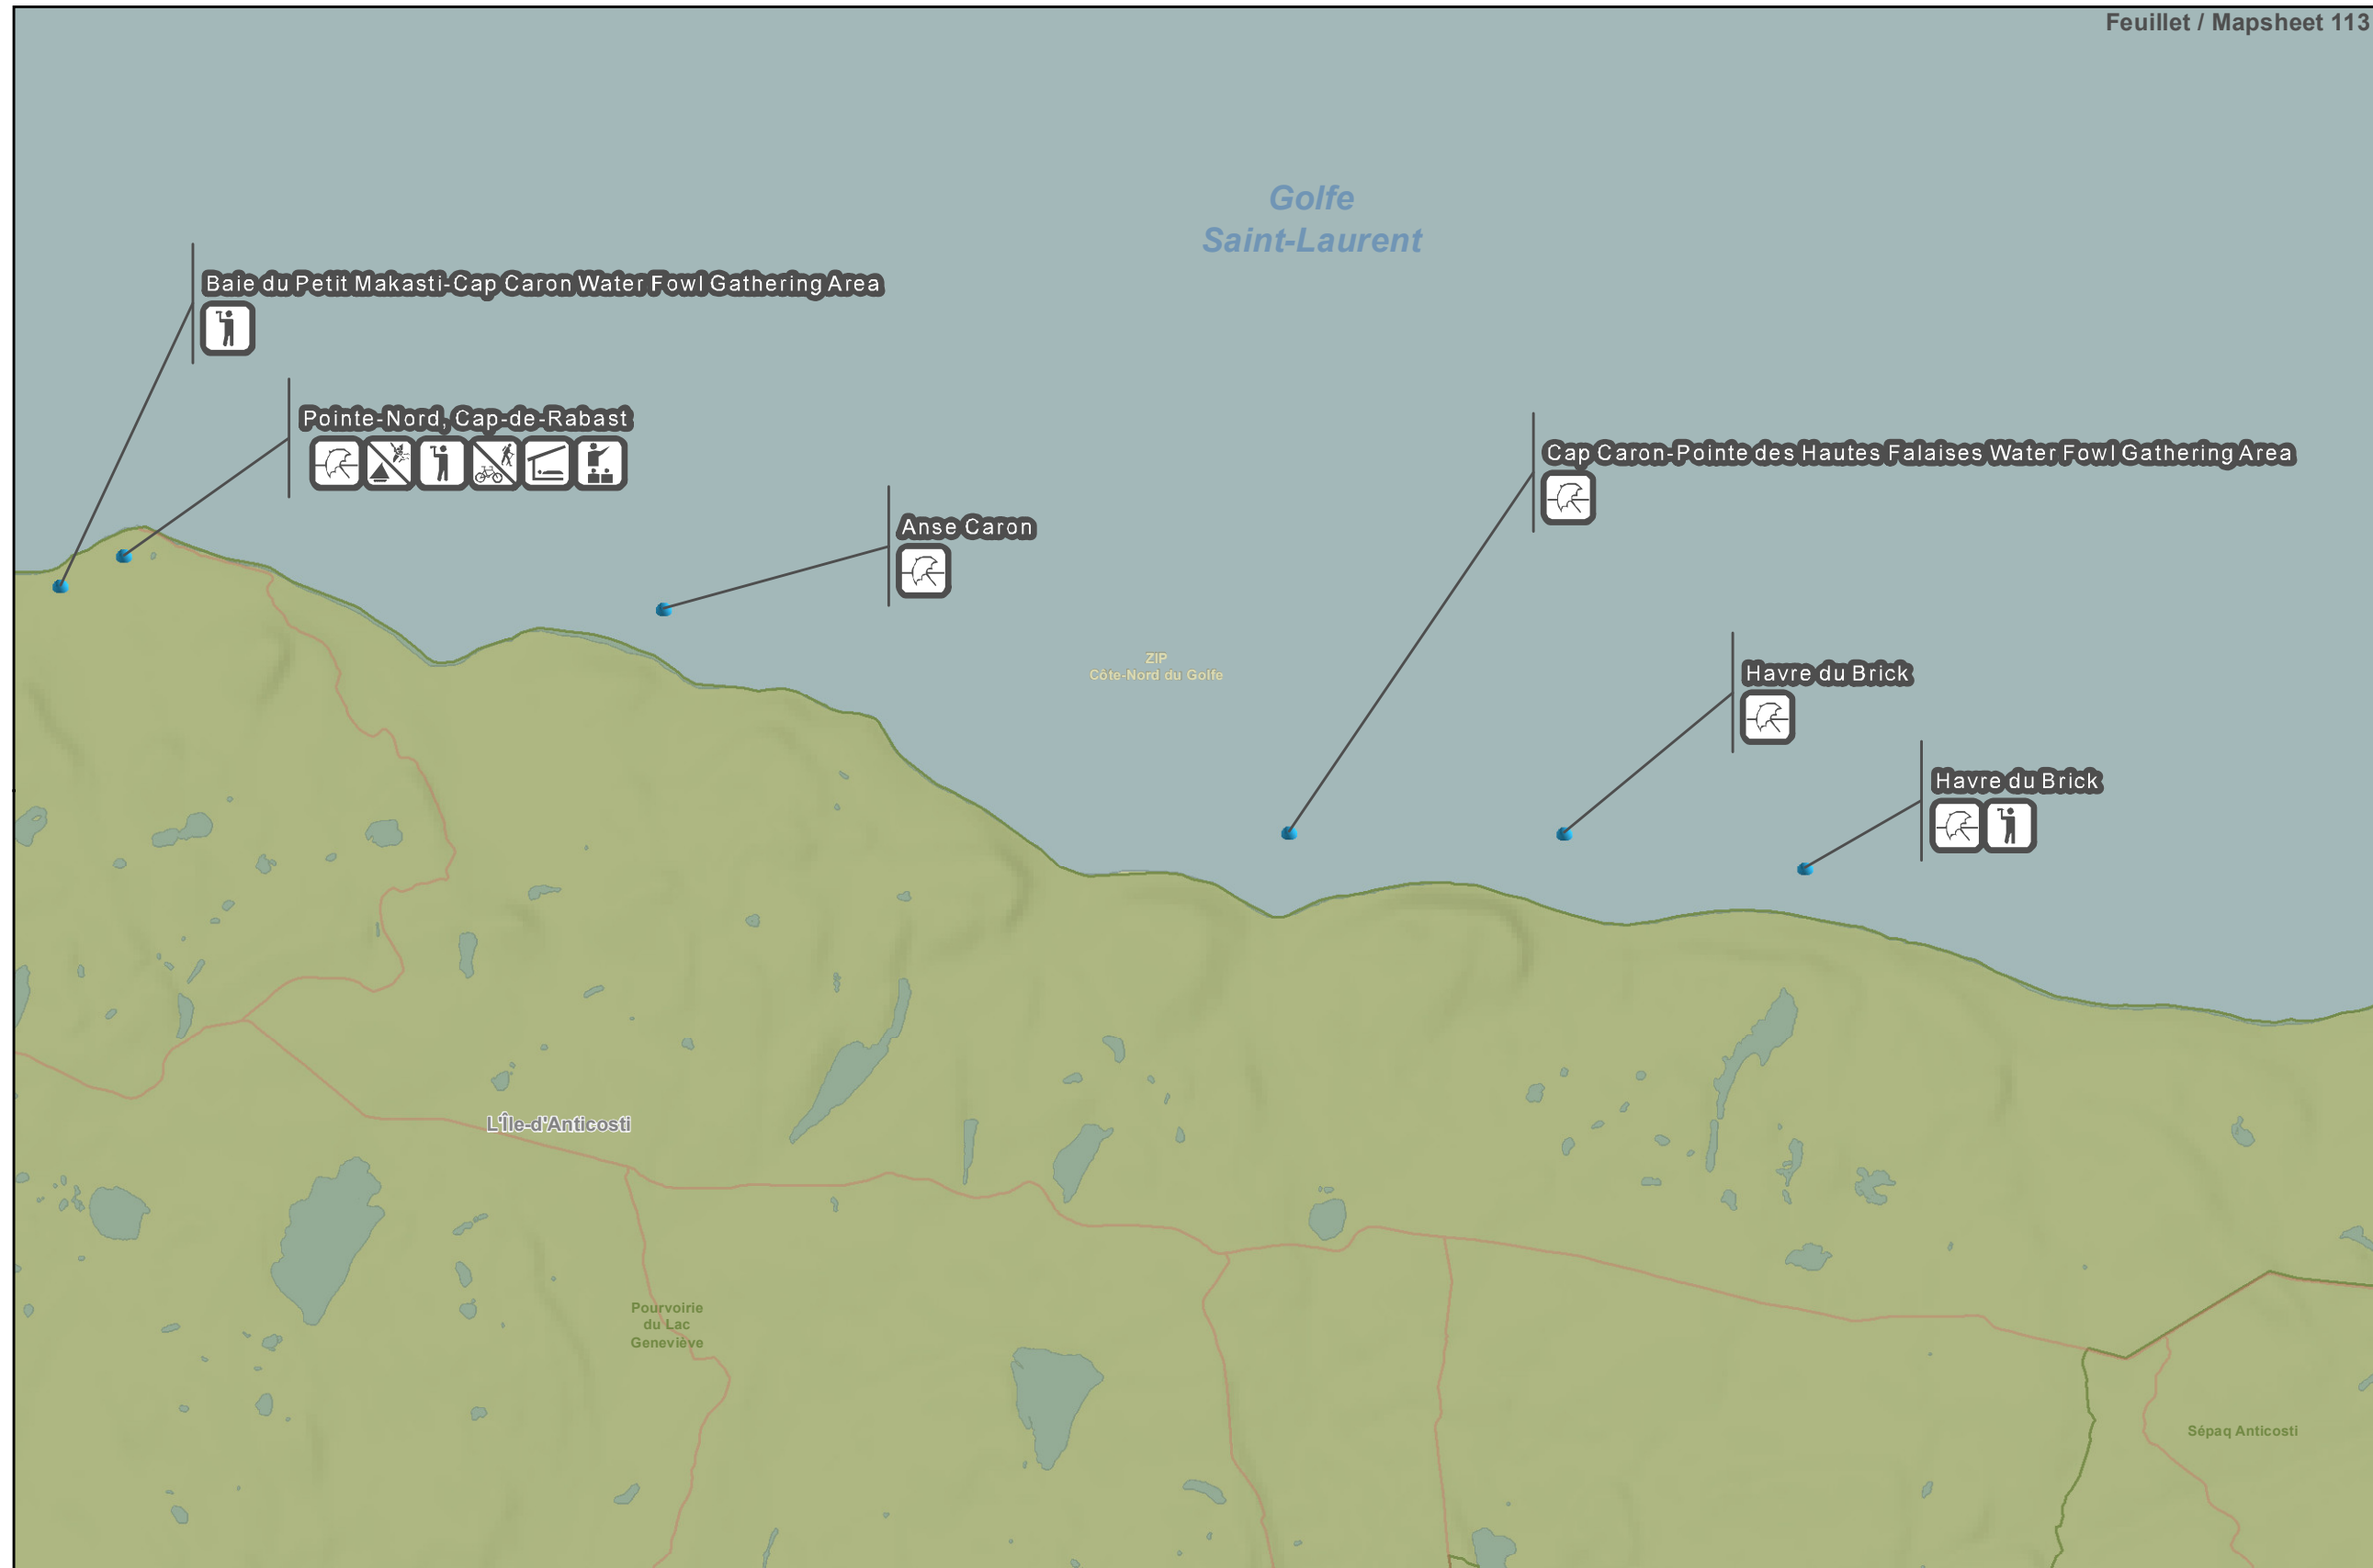 Feuillet / Mapsheet 113
Golfe
Saint-Laurent
Baie du Petit Makasti-Cap Caron Water Fowl Gathering Area
Pointe-Nord, Cap-de-Rabast
Cap Caron-Pointe des Hautes Falaises Water Fowl Gathering Area
Anse Caron
ZIP
Côte-Nord du Golfe
Havre du Brick
Havre du Brick
L'Île-d'Anticosti
Pourvoirie
du Lac
Geneviève
Sépaq Anticosti